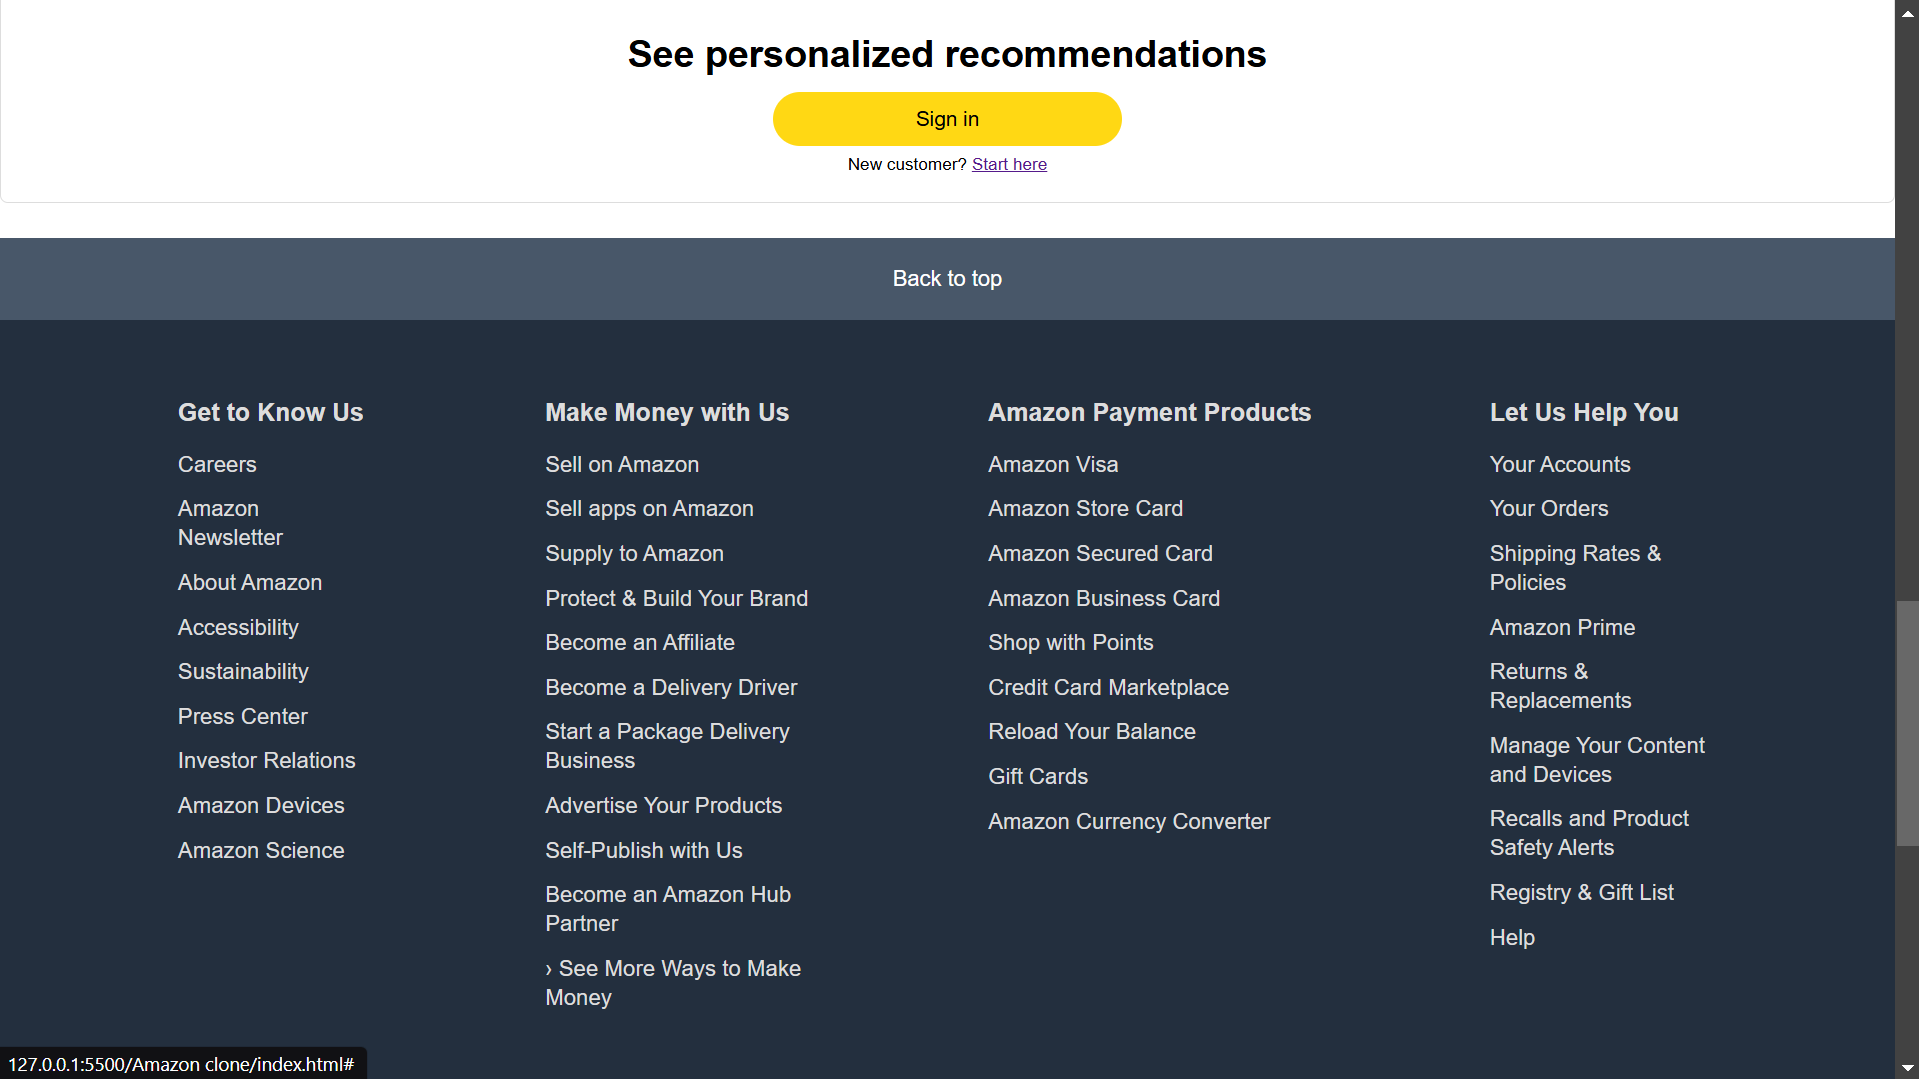 See personalized recommendations
Sign in
New customer? Start here
Back to top
Get to Know Us
Careers
Amazon
Newsletter
About Amazon
Accessibility
Sustainability
Press Center
Investor Relations
Amazon Devices
Amazon Science
Make Money with Us
Sell on Amazon
Sell apps on Amazon
Supply to Amazon
Protect & Build Your Brand
Become an Affiliate
Become a Delivery Driver
Start a Package Delivery
Business
Advertise Your Products
Self-Publish with Us
Become an Amazon Hub
Partner
› See More Ways to Make
Money
Amazon Payment Products
Amazon Visa
Amazon Store Card
Amazon Secured Card
Amazon Business Card
Shop with Points
Credit Card Marketplace
Reload Your Balance
Gift Cards
Amazon Currency Converter
Let Us Help You
Your Accounts
Your Orders
Shipping Rates &
Policies
Amazon Prime
Returns &
Replacements
Manage Your Content
and Devices
Recalls and Product
Safety Alerts
Registry & Gift List
Help
127.0.0.1:5500/Amazon clone/index.html#